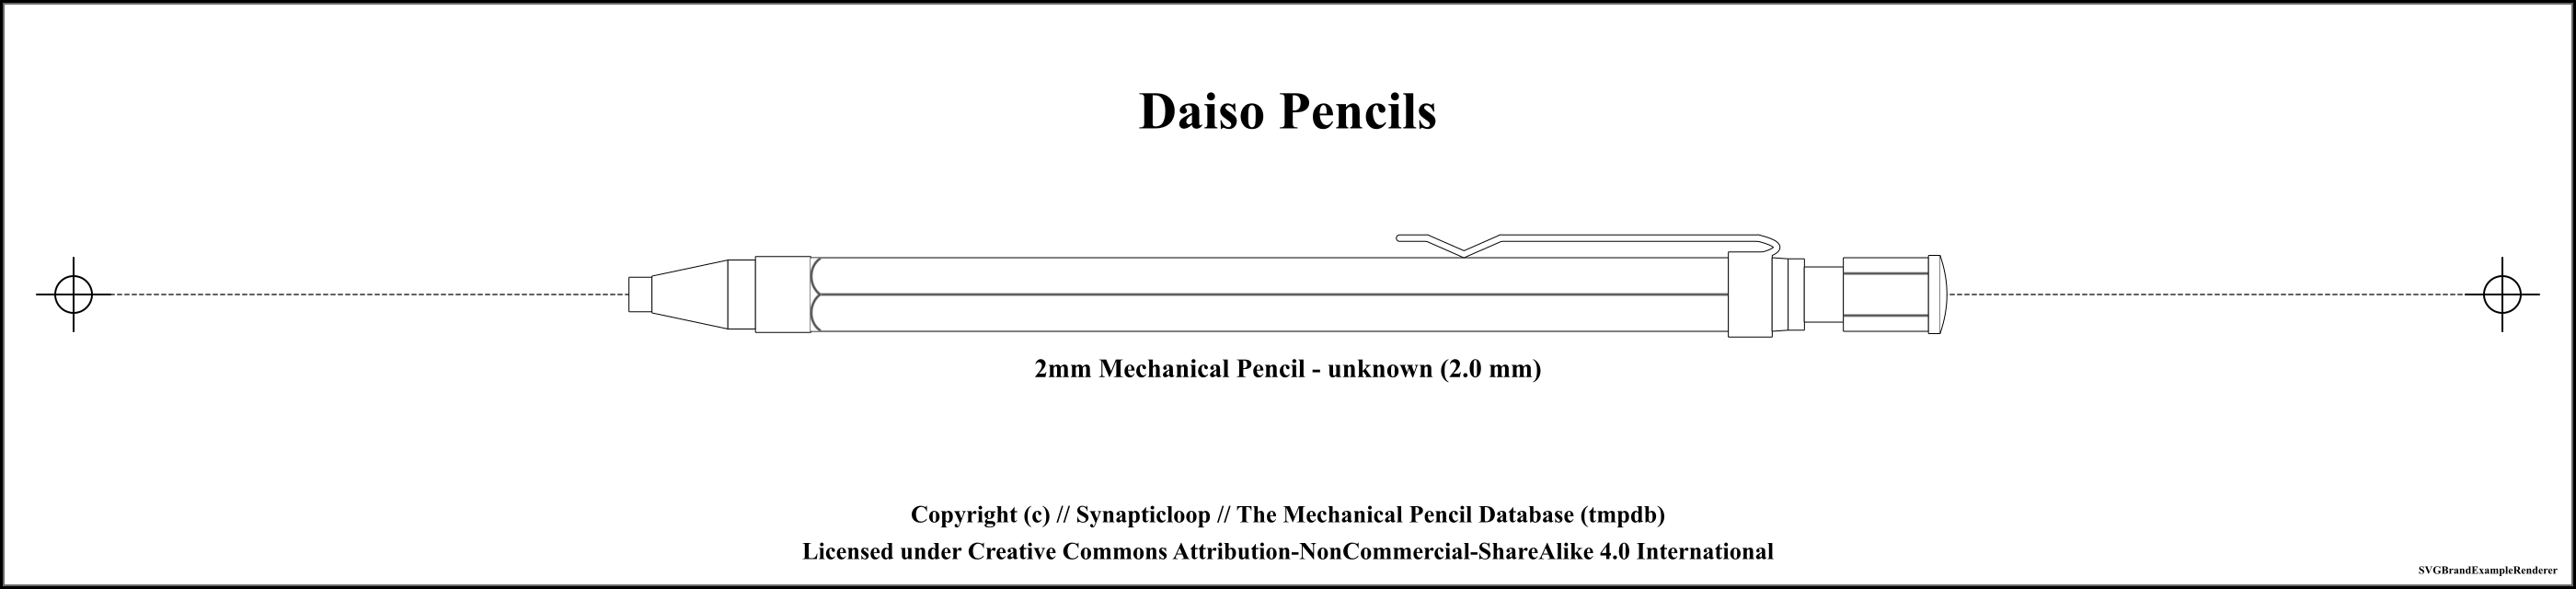 Daiso Pencils
2mm Mechanical Pencil - unknown (2.0 mm)
Copyright (c) // Synapticloop // The Mechanical Pencil Database (tmpdb)
Licensed under Creative Commons Attribution-NonCommercial-ShareAlike 4.0 International
SVGBrandExampleRenderer